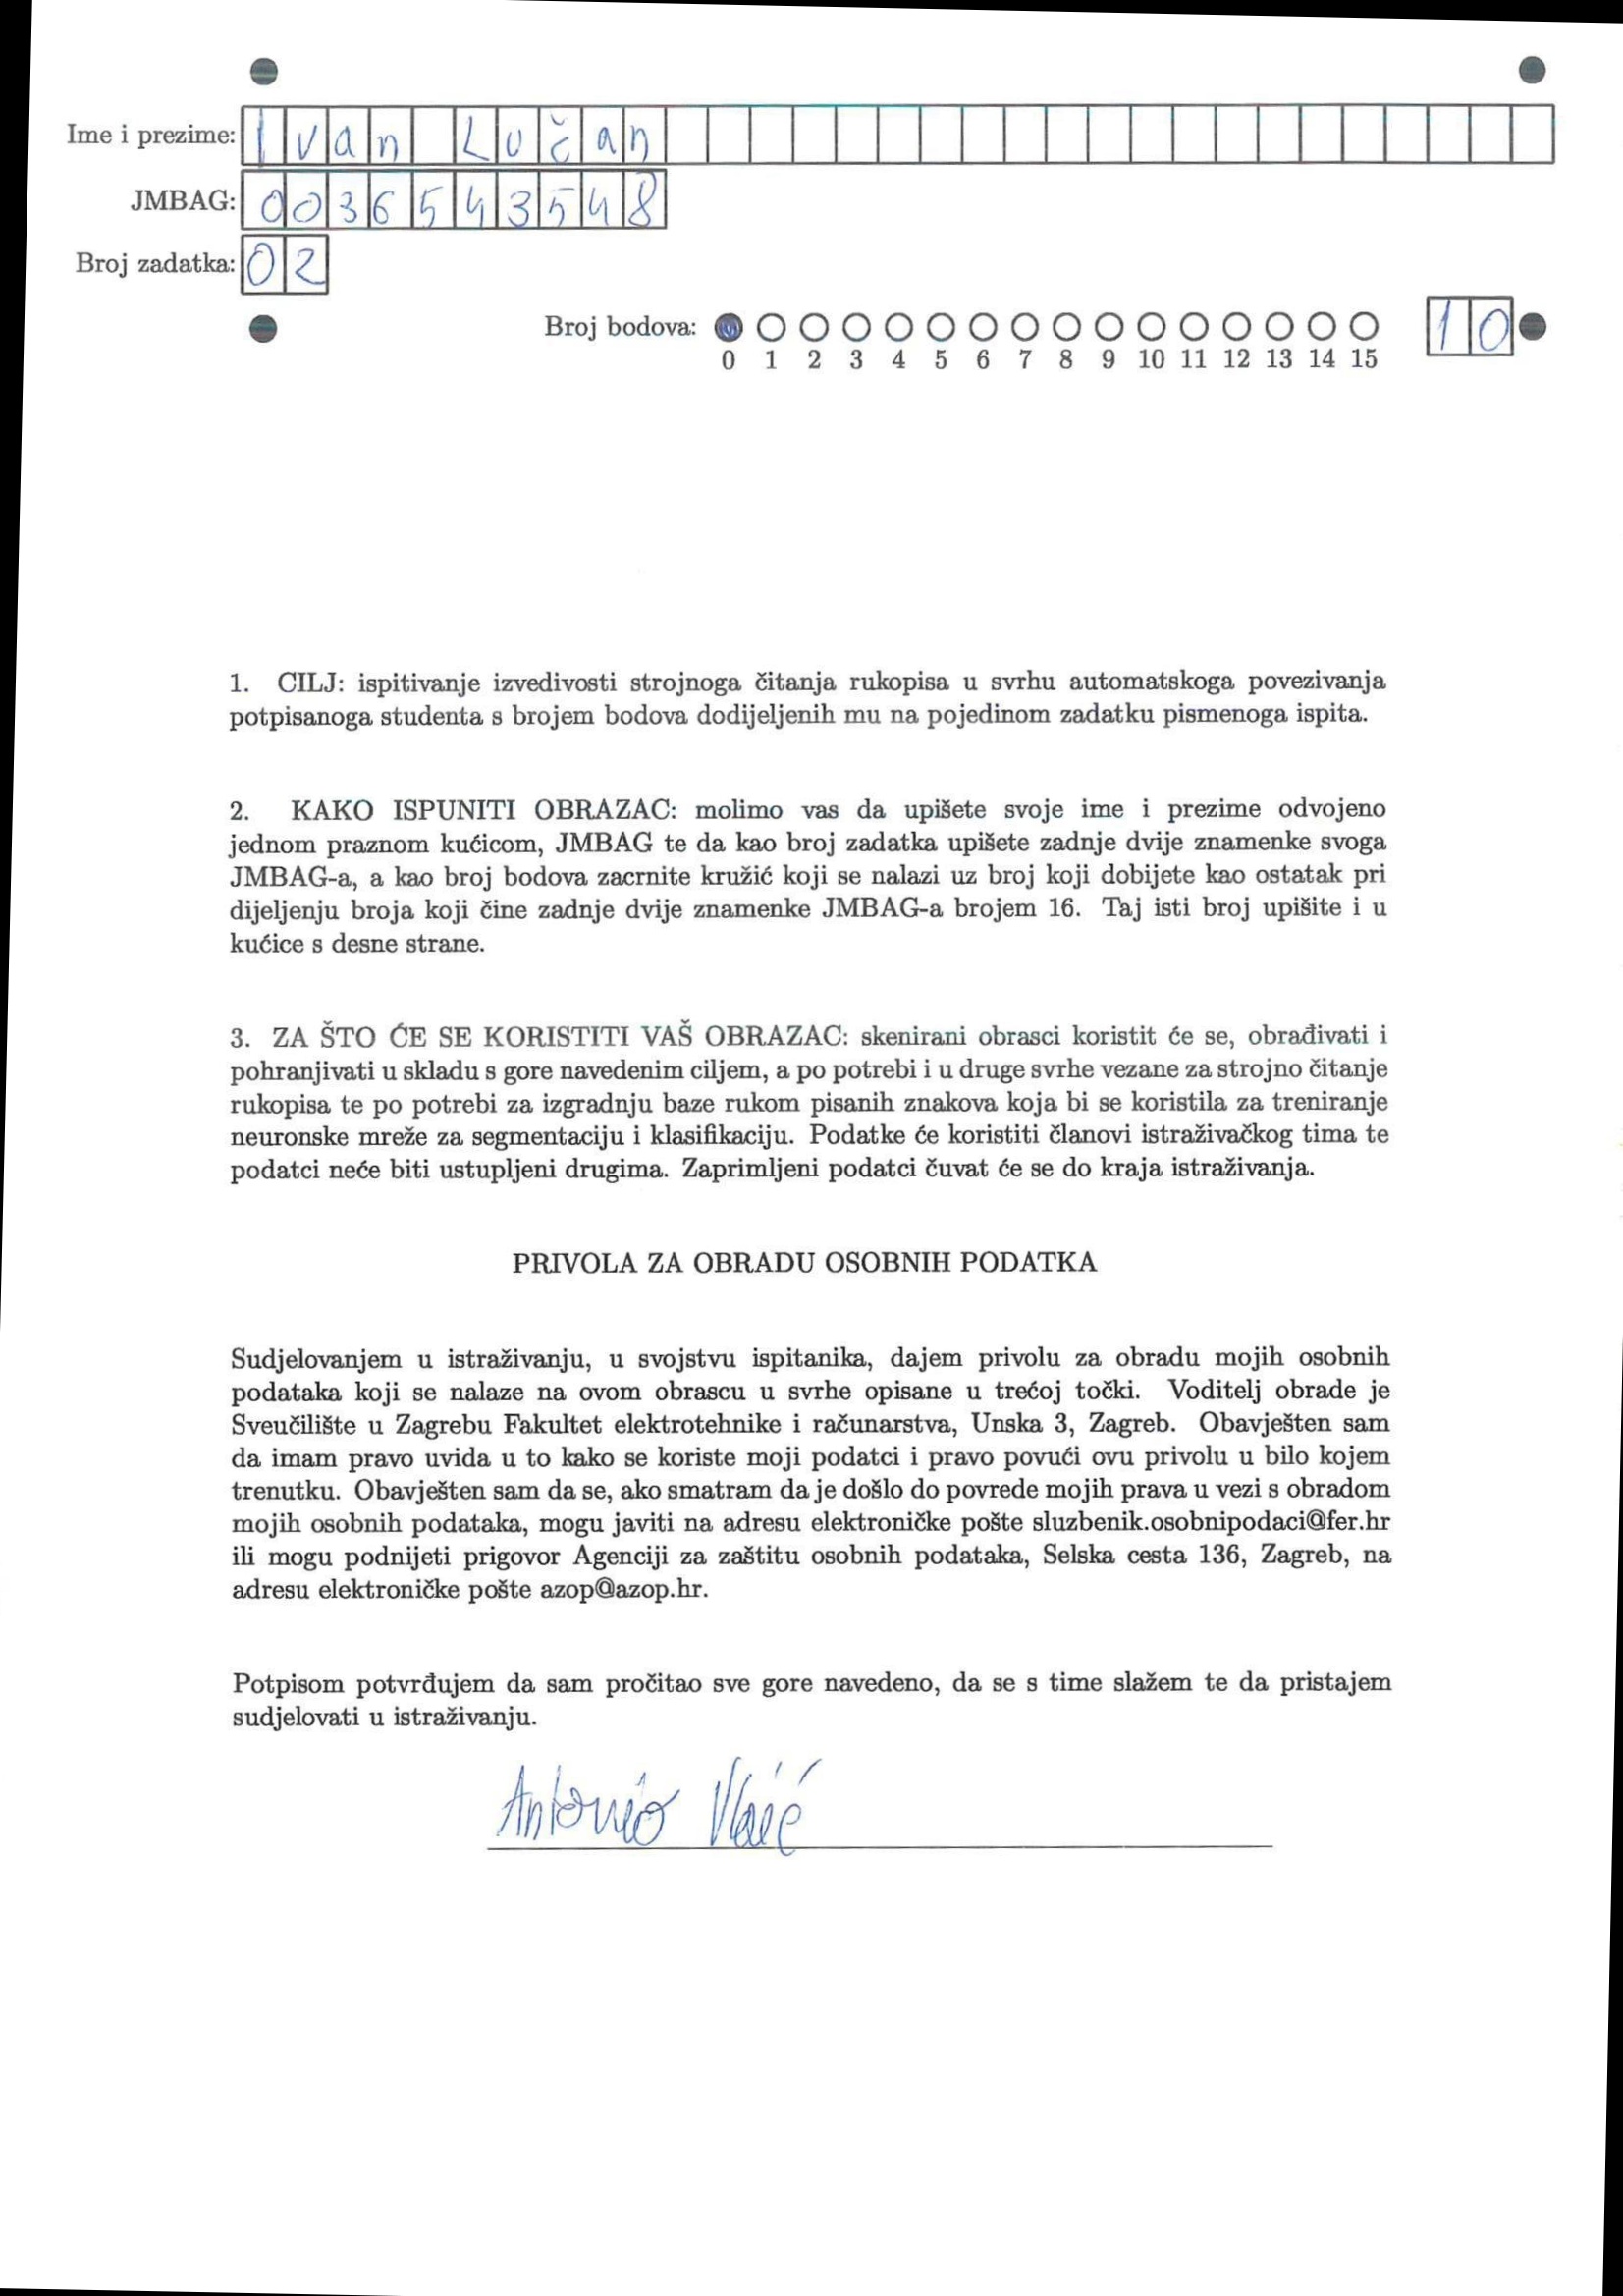 Ime i prezime: Ivan Lučan
JMBAG: 0036543548
Broj zadatka: 02
Broj bodova: 10
0 1 2 3 4 5 6 7 8 9 10 11 12 13 14 15
1. CILJ: ispitivanje izvedivosti strojnoga čitanja rukopisa u svrhu automatskoga povezivanja
potpisanoga studenta s brojem bodova dodijeljenih mu na pojedinom zadatku pismenoga ispita.
2. KAKO ISPUNITI OBRAZAC: molimo vas da upišete svoje ime i prezime odvojeno
jednom praznom kućicom, JMBAG te da kao broj zadatka upišete zadnje dvije znamenke svoga
JMBAG-a, a kao broj bodova zacrnite kružić koji se nalazi uz broj koji dobijete kao ostatak pri
dijeljenju broja koji čine zadnje dvije znamenke JMBAG-a brojem 16. Taj isti broj upišite i u
kućice s desne strane.
3. ZA ŠTO ĆE SE KORISTITI VAŠ OBRAZAC: skenirani obrasci koristit će se, obrađivati i
pohranjivati u skladu s gore navedenim ciljem, a po potrebi i u druge svrhe vezane za strojno čitanje
rukopisa te po potrebi za izgradnju baze rukom pisanih znakova koja bi se koristila za treniranje
neuronske mreže za segmentaciju i klasifikaciju. Podatke će koristiti članovi istraživačkog tima te
podatci neće biti ustupljeni drugima. Zaprimljeni podatci čuvat će se do kraja istraživanja.
PRIVOLA ZA OBRADU OSOBNIH PODATKA
Sudjelovanjem u istraživanju, u svojstvu ispitanika, dajem privolu za obradu mojih osobnih
podataka koji se nalaze na ovom obrascu u svrhe opisane u trećoj točki. Voditelj obrade je
Sveučilište u Zagrebu Fakultet elektrotehnike i računarstva, Unska 3, Zagreb. Obavješten sam
da imam pravo uvida u to kako se koriste moji podatci i pravo povući ovu privolu u bilo kojem
trenutku. Obavješten sam da se, ako smatram da je došlo do povrede mojih prava u vezi s obradom
mojih osobnih podataka, mogu javiti na adresu elektroničke pošte sluzbenik.osobnipodaci@fer.hr
ili mogu podnijeti prigovor Agenciji za zaštitu osobnih podataka, Selska cesta 136, Zagreb, na
adresu elektroničke pošte azop@azop.hr.
Potpisom potvrđujem da sam pročitao sve gore navedeno, da se s time slažem te da pristajem
sudjelovati u istraživanju.
Antonio